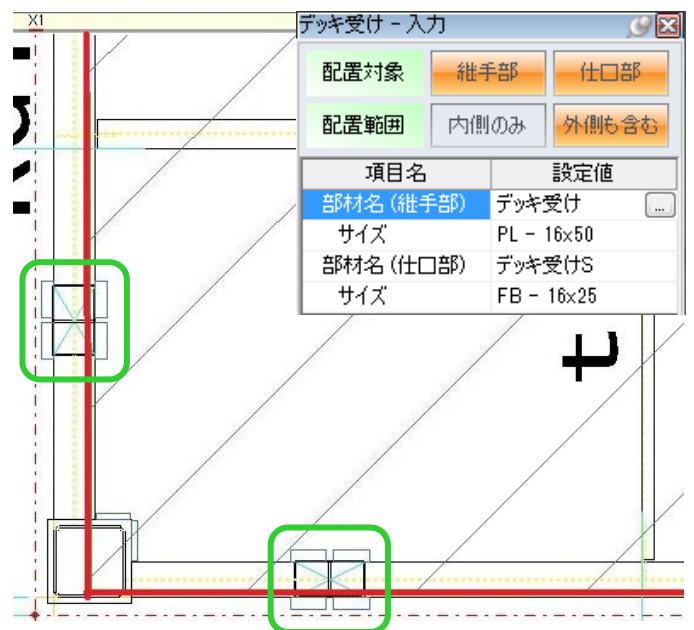 X1
デッキ受け - 入力
配置対象 継手部 仕口部
配置範囲 内側のみ 外側も含む
項目名 設定値
部材名(継手部) デッキ受け ...
サイズ PL - 16x50
部材名(仕口部) デッキ受けS
サイズ FB - 16x25
t